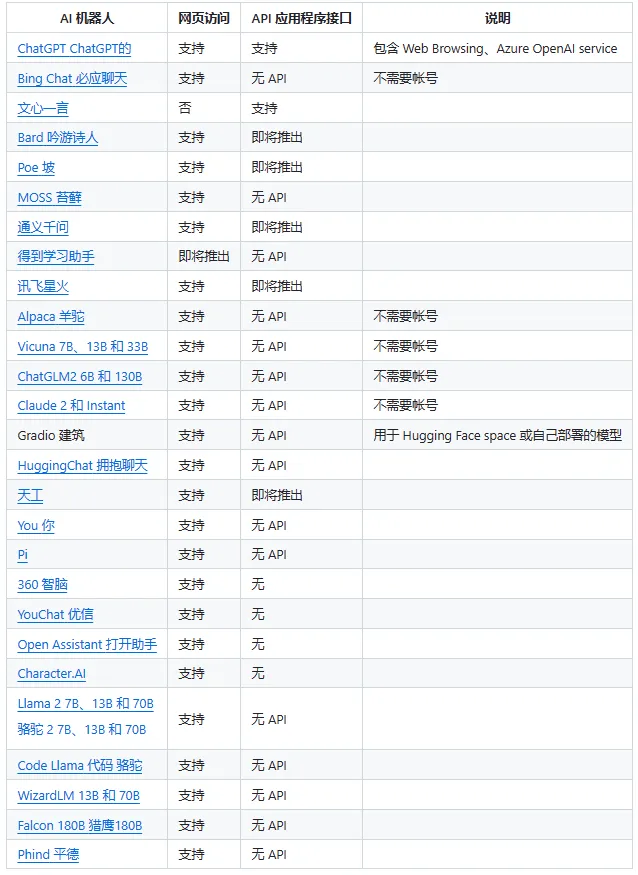 AI 机器人 网页访问 API 应用程序接口 说明
ChatGPT ChatGPT的 支持 支持 包含 Web Browsing、Azure OpenAI service
Bing Chat 必应聊天 支持 无 API 不需要帐号
文心一言 否 支持
Bard 吟游诗人 支持 即将推出
Poe 坡 支持 即将推出
MOSS 苔藓 支持 无 API
通义千问 支持 即将推出
得到学习助手 即将推出 无 API
讯飞星火 支持 即将推出
Alpaca 羊驼 支持 无 API 不需要帐号
Vicuna 7B、13B 和 33B 支持 无 API 不需要帐号
ChatGLM2 6B 和 130B 支持 无 API 不需要帐号
Claude 2 和 Instant 支持 无 API 不需要帐号
Gradio 建筑 支持 无 API 用于 Hugging Face space 或自己部署的模型
HuggingChat 拥抱聊天 支持 无 API
天工 支持 即将推出
You 你 支持 无 API
Pi 支持 无 API
360 智脑 支持 无
YouChat 优信 支持 无
Open Assistant 打开助手 支持 无
Character.AI 支持 无
Llama 2 7B、13B 和 70B
骆驼 2 7B、13B 和 70B 支持 无 API
Code Llama 代码 骆驼 支持 无 API
WizardLM 13B 和 70B 支持 无 API
Falcon 180B 猎鹰180B 支持 无 API
Phind 平德 支持 无 API